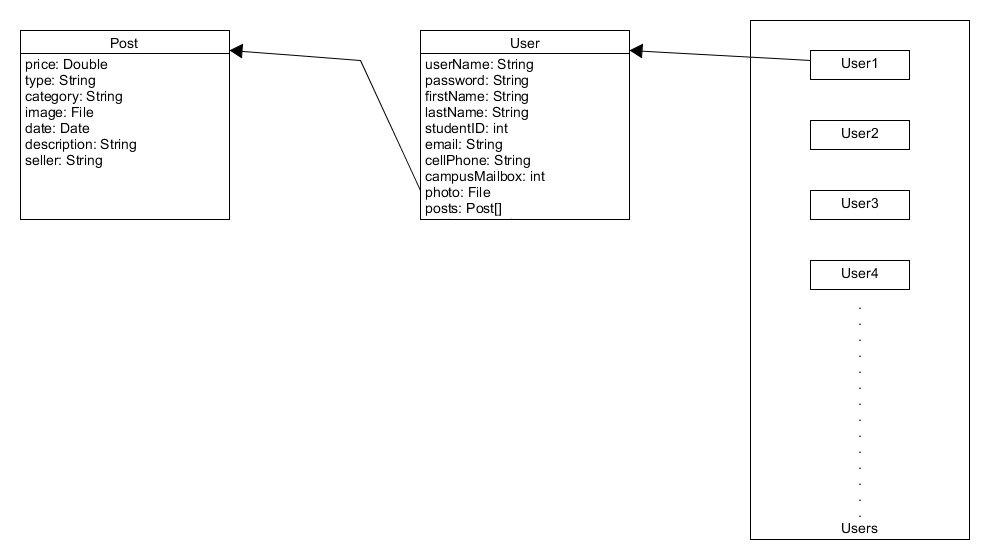 Post
price: Double
type: String
category: String
image: File
date: Date
description: String
seller: String
User
userName: String
password: String
firstName: String
lastName: String
studentID: int
email: String
cellPhone: String
campusMailbox: int
photo: File
posts: Post[]
User1
User2
User3
User4
.
.
.
.
.
.
.
.
.
.
.
.
.
.
Users